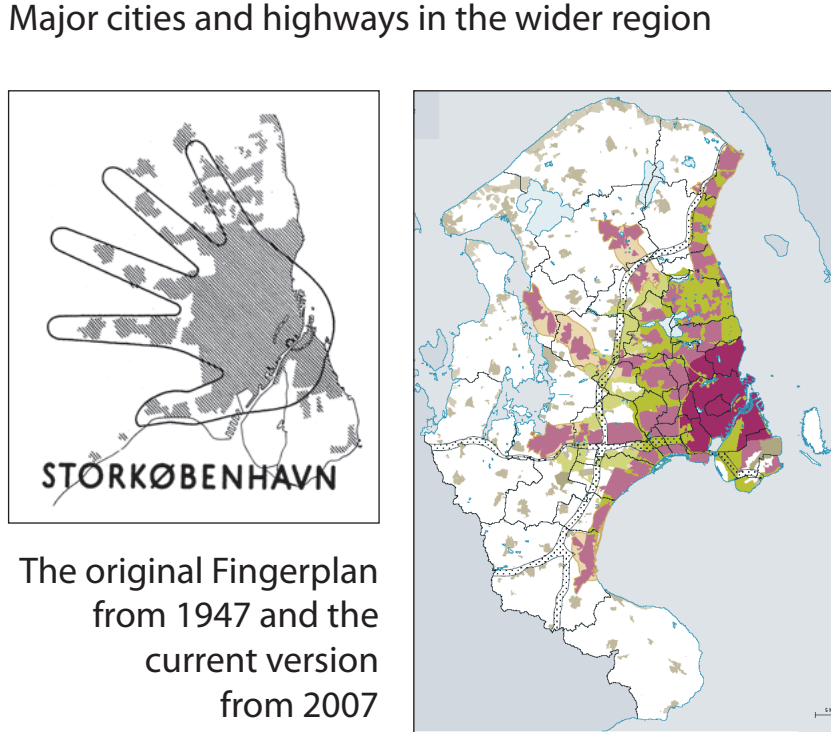 Major cities and highways in the wider region
STORKØBENHAVN
The original Fingerplan
from 1947 and the
current version
from 2007